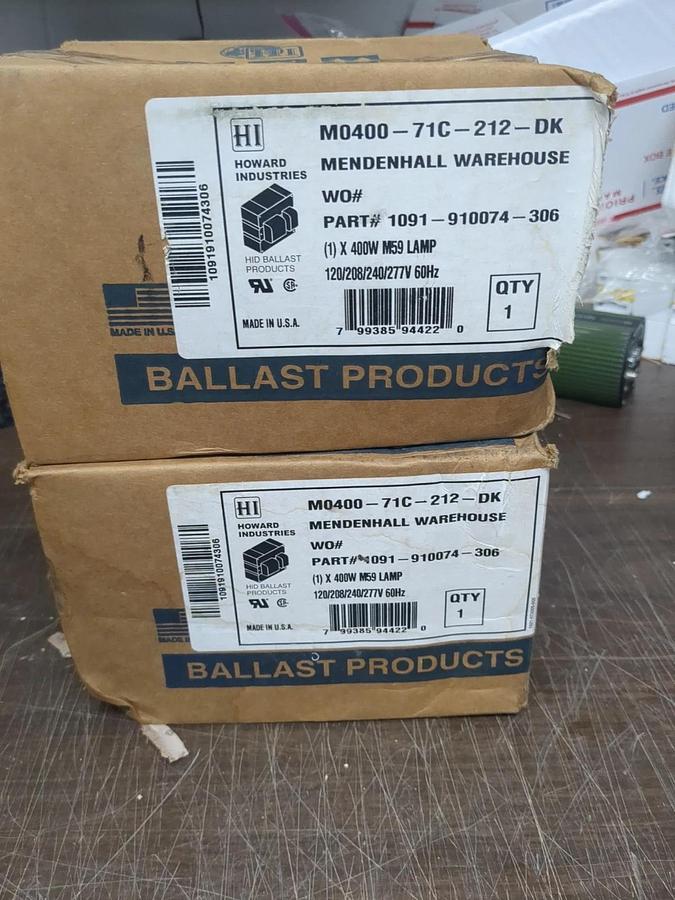 HI
HOWARD
INDUSTRIES
HID BALLAST
PRODUCTS
MADE IN U.S.A.
M0400-71C-212-DK
MENDENHALL WAREHOUSE
WO#
PART# 1091-910074-306
(1) X 400W M59 LAMP
120/208/240/277V 60Hz
7 99385 94422 0
QTY
1
1091910074306
MADE IN U.S
BALLAST PRODUCTS
HI
HOWARD
INDUSTRIES
HID BALLAST
PRODUCTS
MADE IN U.S.A.
M0400-71C-212-DK
MENDENHALL WAREHOUSE
WO#
PART# 1091-910074-306
(1) X 400W M59 LAMP
120/208/240/277V 60Hz
7 99385 94422 0
QTY
1
1091910074306
MADE I
BALLAST PRODUCTS